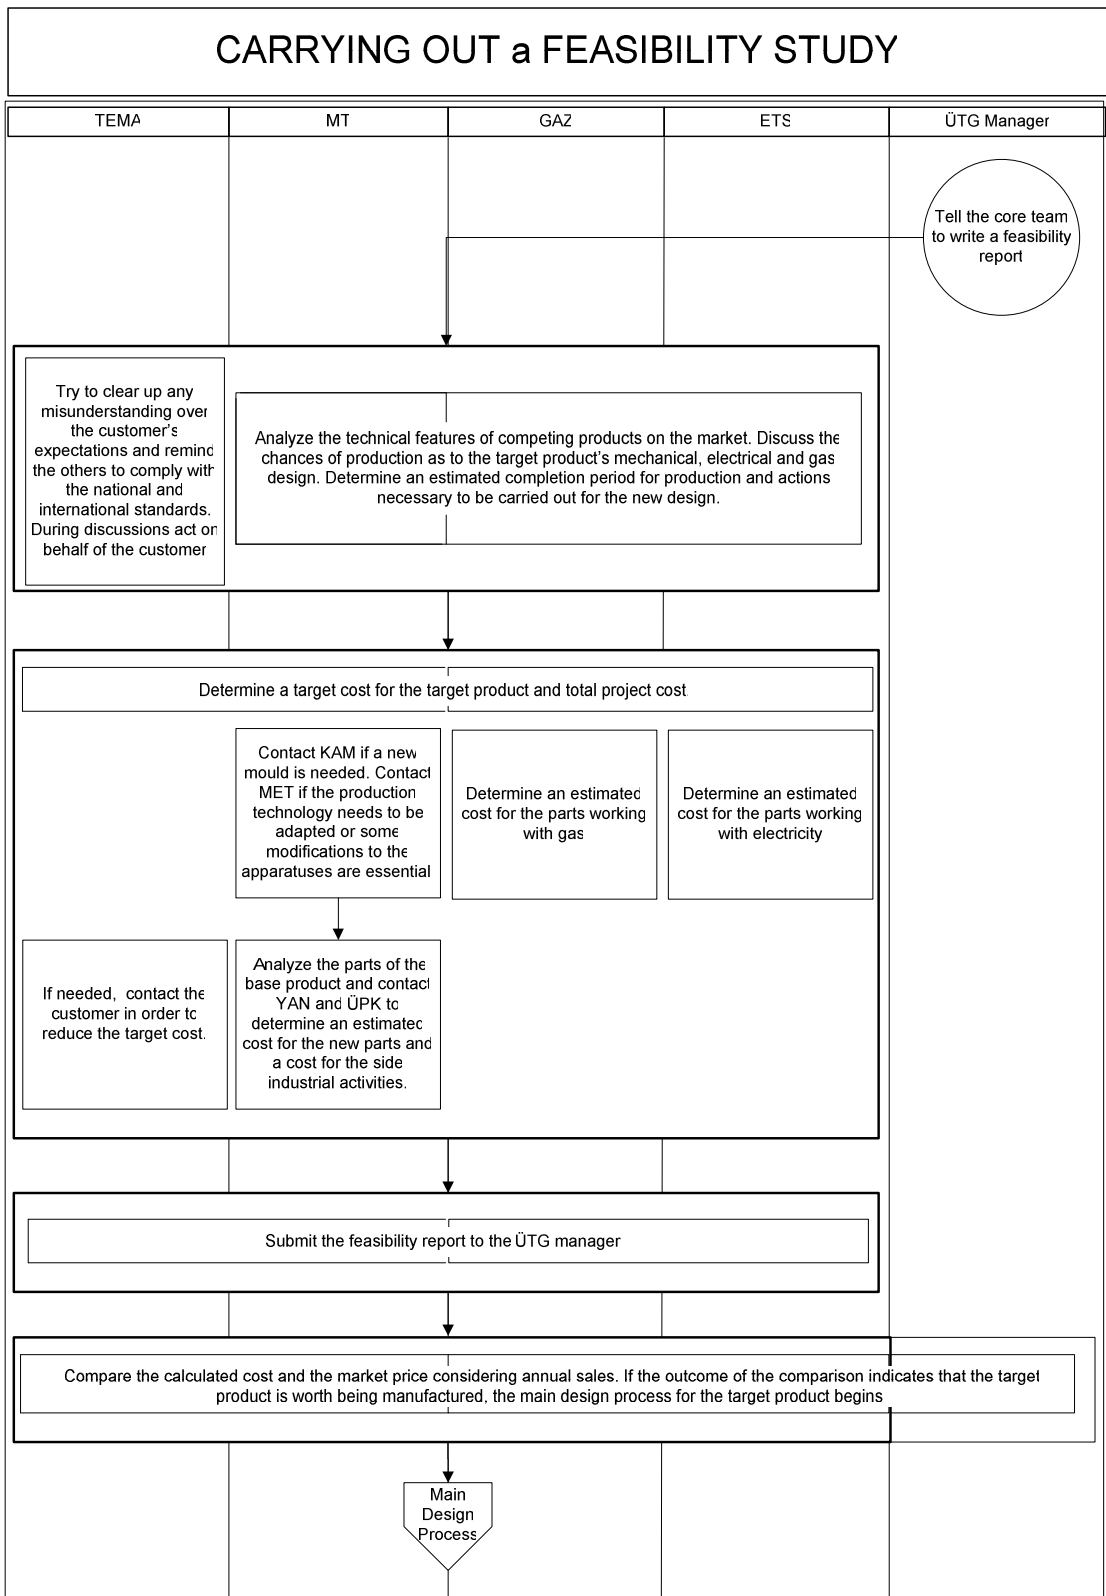 CARRYING OUT a FEASIBILITY STUDY
TEMA
MT
GAZ
ETS
ÜTG Manager
Tell the core team
to write a feasibility
report
Try to clear up any
misunderstanding over
the customer's
expectations and remind
the others to comply with
the national and
international standards.
During discussions act on
behalf of the customer
Analyze the technical features of competing products on the market. Discuss the
chances of production as to the target product's mechanical, electrical and gas
design. Determine an estimated completion period for production and actions
necessary to be carried out for the new design.
Determine a target cost for the target product and total project cost.
Contact KAM if a new
mould is needed. Contact
MET if the production
technology needs to be
adapted or some
modifications to the
apparatuses are essential
Determine an estimated
cost for the parts working
with gas
Determine an estimated
cost for the parts working
with electricity
If needed, contact the
customer in order to
reduce the target cost.
Analyze the parts of the
base product and contact
YAN and ÜPK to
determine an estimated
cost for the new parts and
a cost for the side
industrial activities.
Submit the feasibility report to the ÜTG manager
Compare the calculated cost and the market price considering annual sales. If the outcome of the comparison indicates that the target
product is worth being manufactured, the main design process for the target product begins
Main
Design
Process